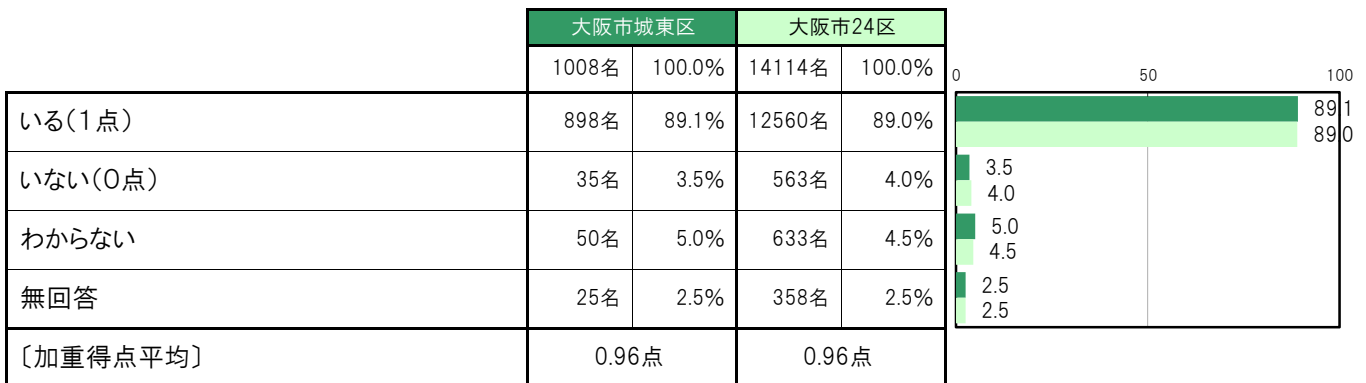 大阪市城東区 大阪市24区
1008名 100.0% 14114名 100.0% 0 50 100
いる(1点) 898名 89.1% 12560名 89.0% 89.1
89.0
いない(0点) 35名 3.5% 563名 4.0% 3.5
4.0
わからない 50名 5.0% 633名 4.5% 5.0
4.5
無回答 25名 2.5% 358名 2.5% 2.5
2.5
〔加重得点平均〕 0.96点 0.96点